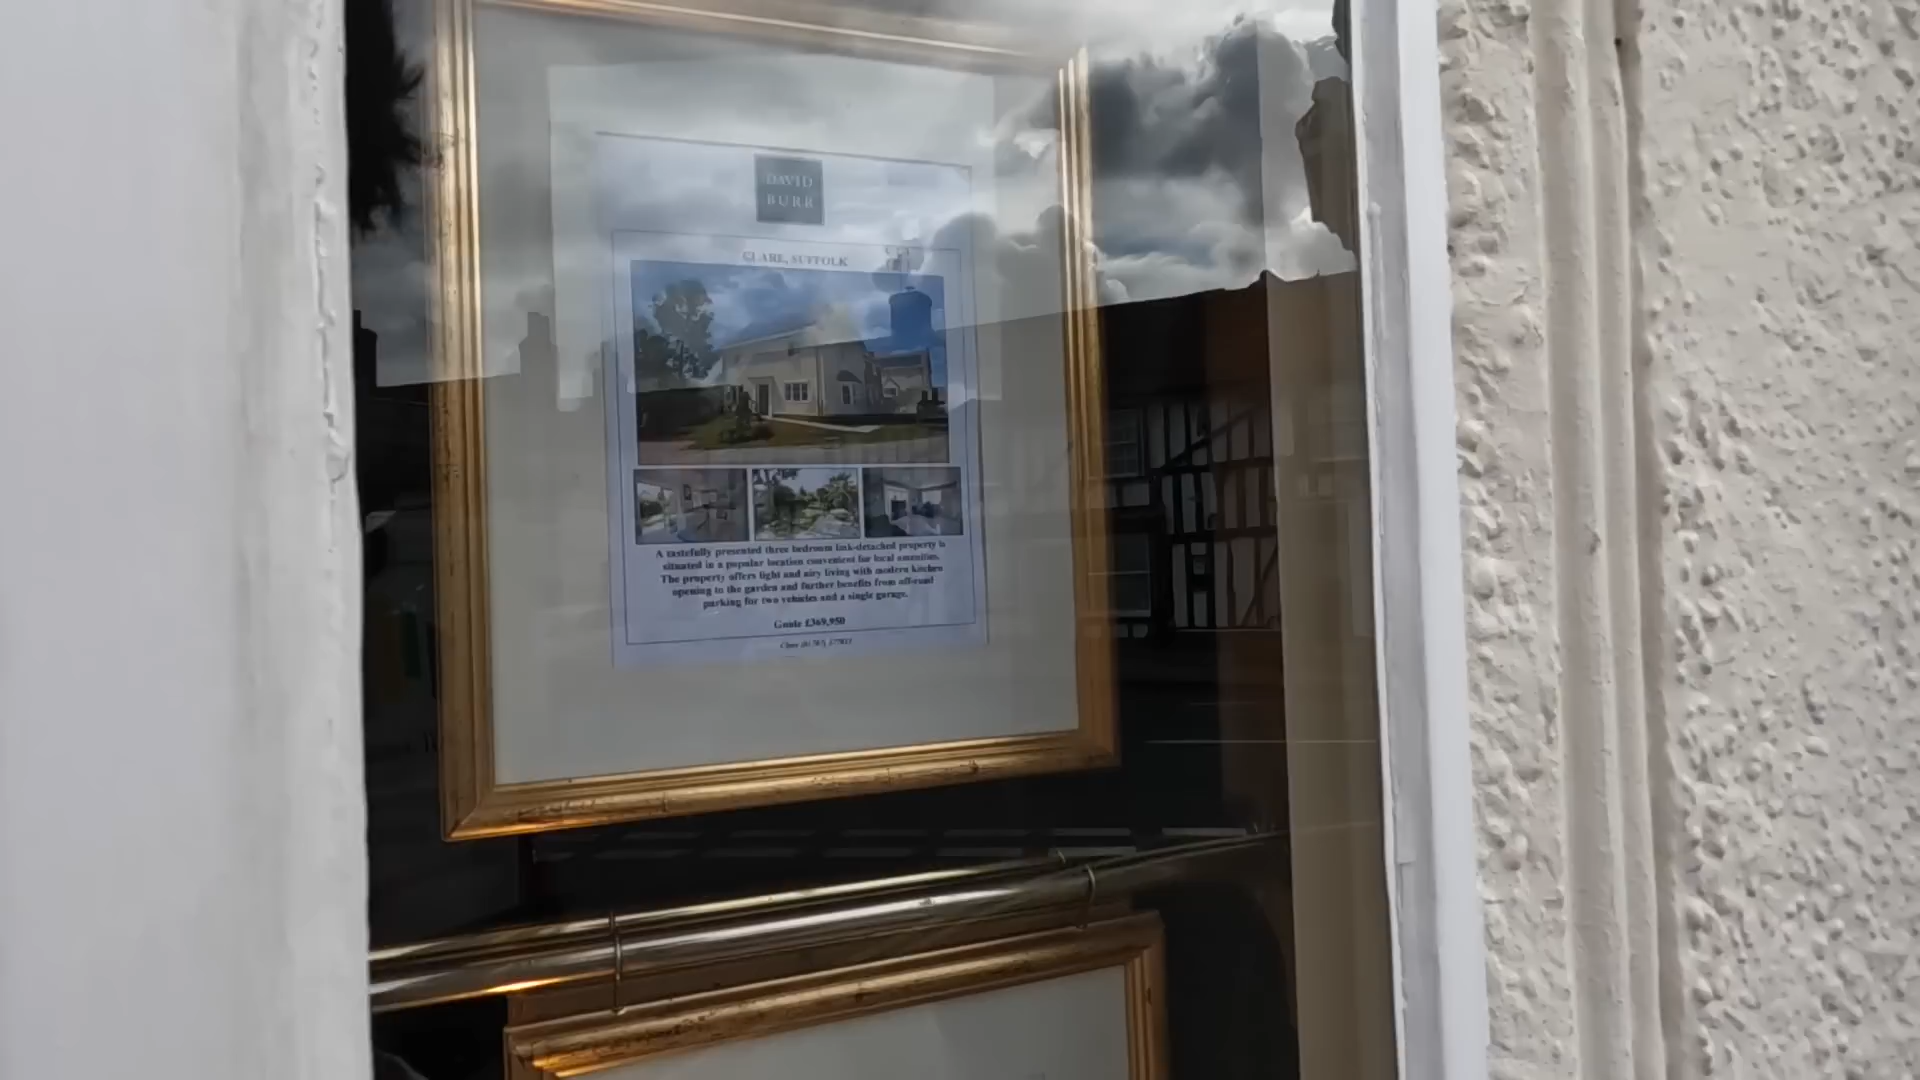 DAVID
BURR
CLARE, SUFFOLK
A tastefully presented three bedroom link-detached property is
situated in a popular location convenient for local amenities.
The property offers light and airy living with modern kitchen
opening to the garden and further benefits from off-road
parking for two vehicles and a single garage.
Guide £369,950
Clare